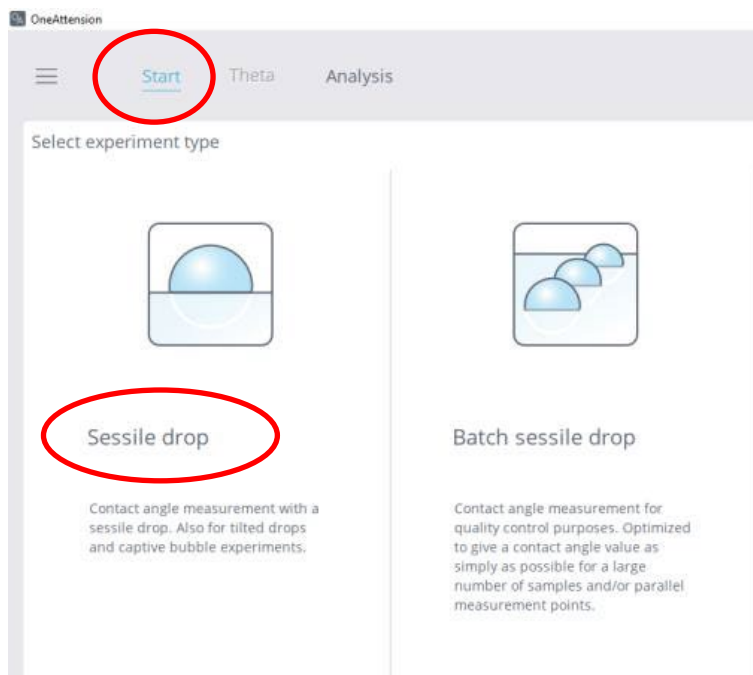 OneAttension
Start Theta Analysis
Select experiment type
Sessile drop
Contact angle measurement with a
sessile drop. Also for tilted drops
and captive bubble experiments.
Batch sessile drop
Contact angle measurement for
quality control purposes. Optimized
to give a contact angle value as
simply as possible for a large
number of samples and/or parallel
measurement points.